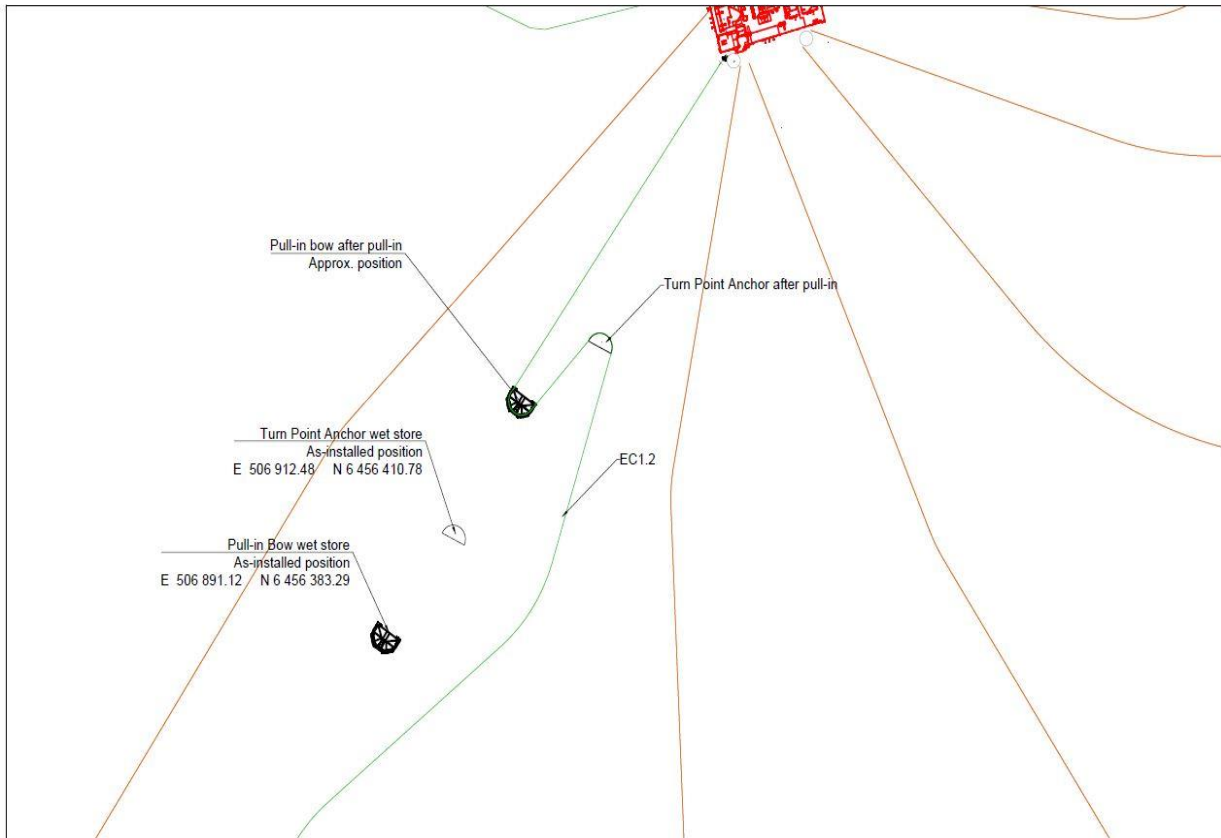 Pull-in bow after pull-in
Approx. position
Turn Point Anchor after pull-in
Turn Point Anchor wet store
As-installed position
E 506 912.48 N 6 456 410.78
EC1.2
Pull-in Bow wet store
As-installed position
E 506 891.12 N 6 456 383.29